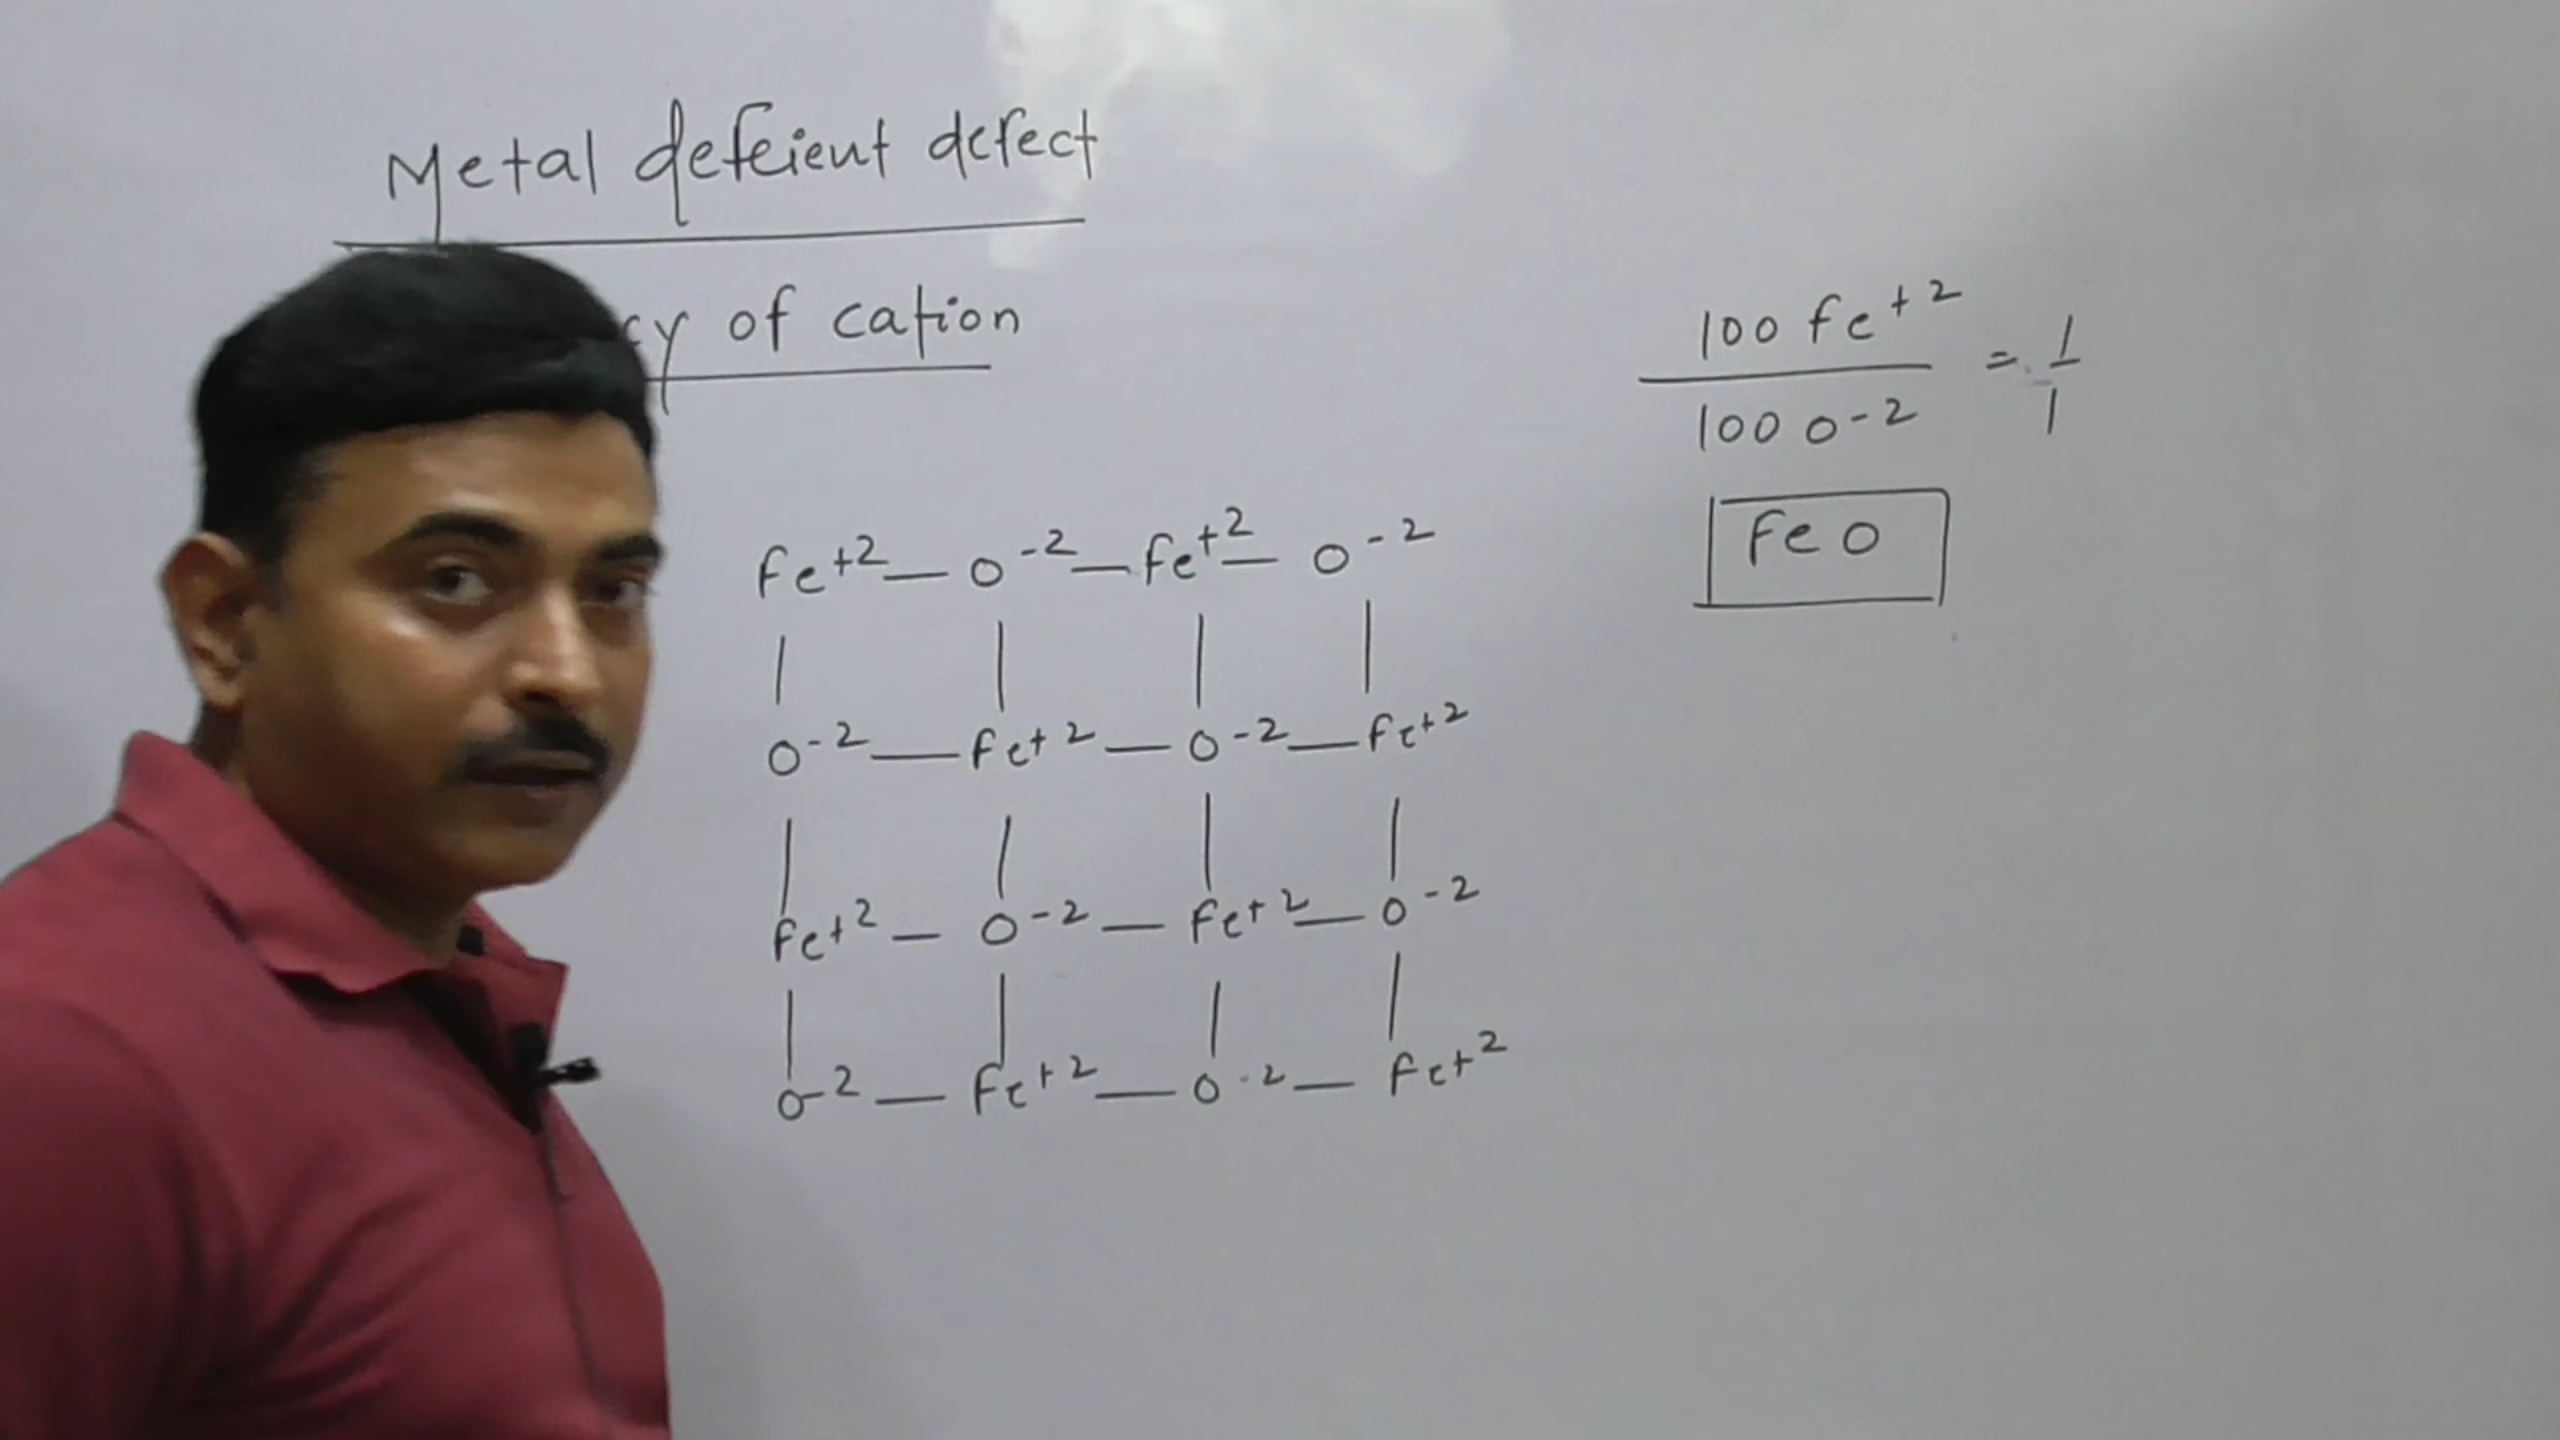 Metal defeient defect
of cation
Fe+2 — O-2 — Fe+2 — O-2
O-2 — Fe+2 — O-2 — Fe+2
Fe+2 — O-2 — Fe+2 — O-2
O-2 — Fe+2 — O-2 — Fe+2
100 Fe+2
100 O-2
= 1/1
FeO